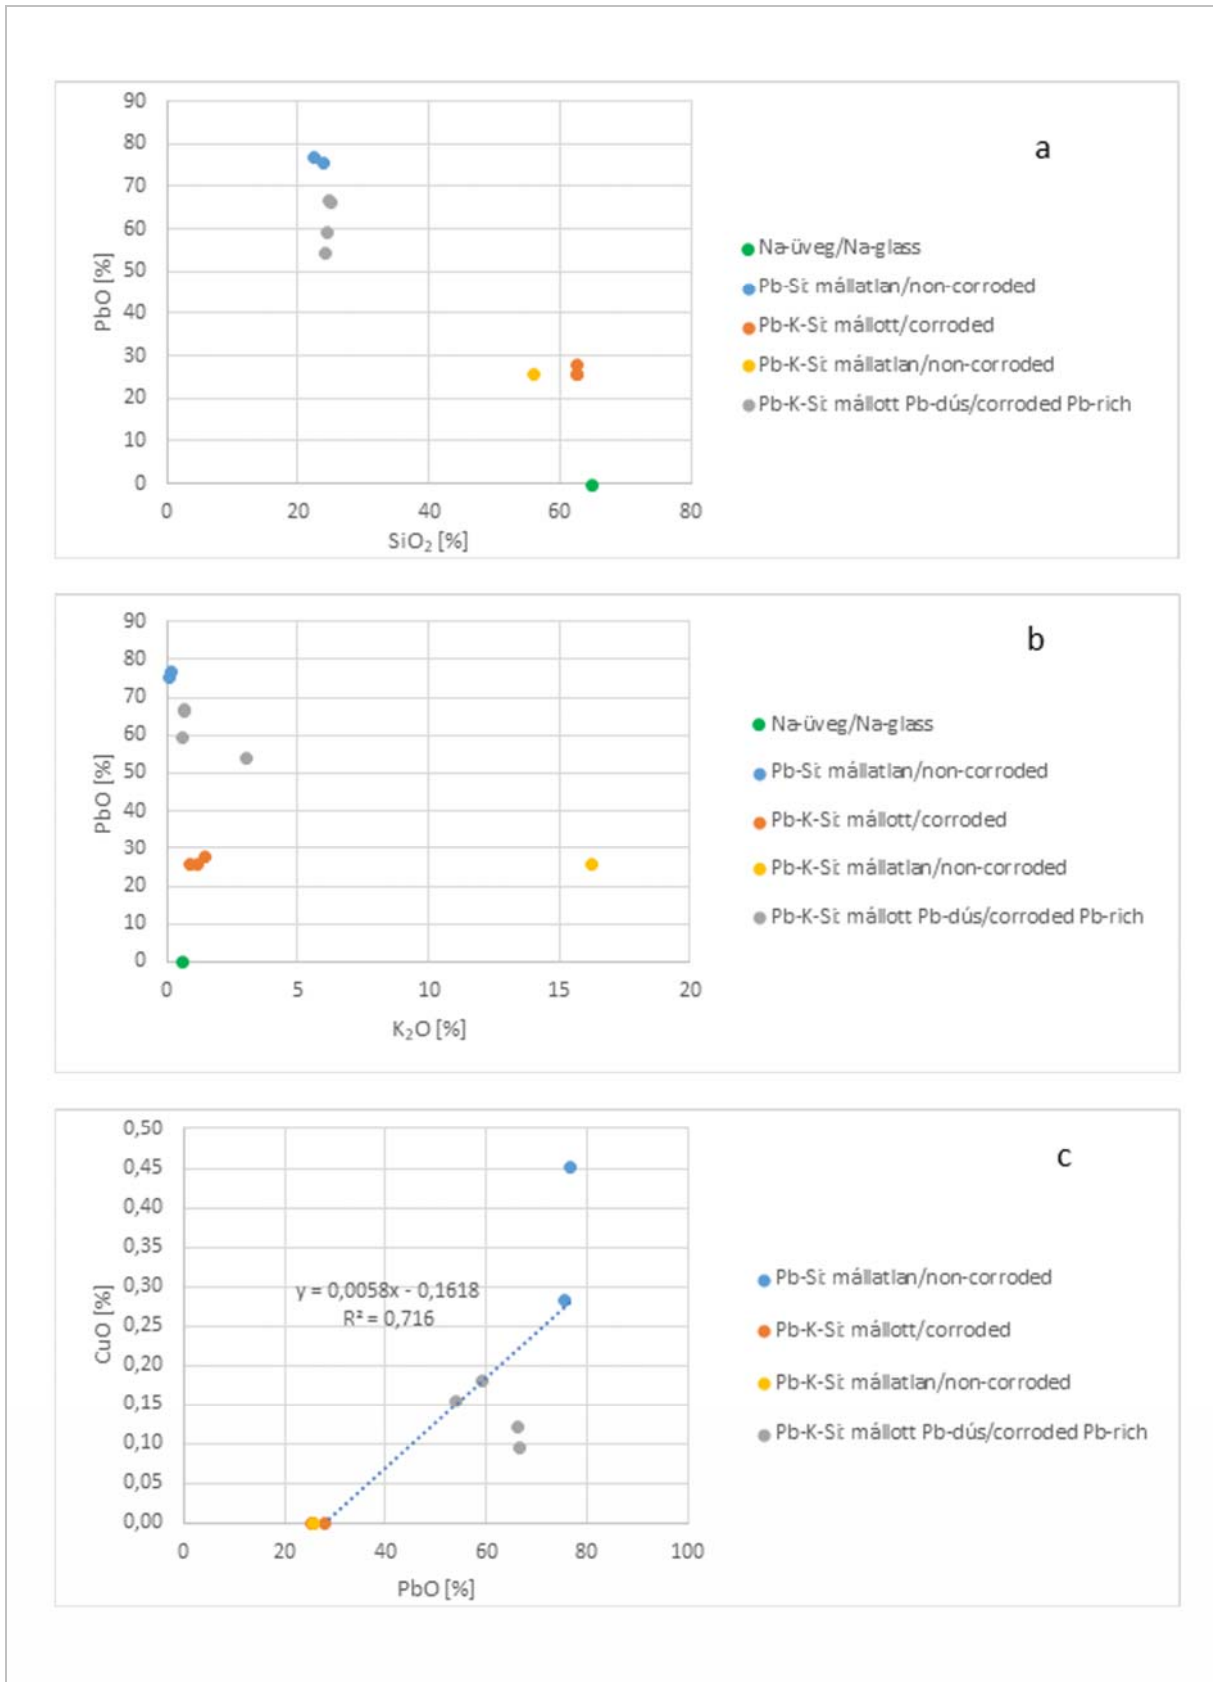 a
90
80
70
60
50
40
30
20
10
0
PbO [%]
0 20 40 60 80
SiO₂ [%]
Na-üveg/Na-glass
Pb-Si: mállatlan/non-corroded
Pb-K-Si: mállott/corroded
Pb-K-Si: mállatlan/non-corroded
Pb-K-Si: mállott Pb-dús/corroded Pb-rich
b
90
80
70
60
50
40
30
20
10
0
PbO [%]
0 5 10 15 20
K₂O [%]
Na-üveg/Na-glass
Pb-Si: mállatlan/non-corroded
Pb-K-Si: mállott/corroded
Pb-K-Si: mállatlan/non-corroded
Pb-K-Si: mállott Pb-dús/corroded Pb-rich
c
0,50
0,45
0,40
0,35
0,30
0,25
0,20
0,15
0,10
0,05
0,00
CuO [%]
y = 0,0058x - 0,1618
R² = 0,716
0 20 40 60 80 100
PbO [%]
Pb-Si: mállatlan/non-corroded
Pb-K-Si: mállott/corroded
Pb-K-Si: mállatlan/non-corroded
Pb-K-Si: mállott Pb-dús/corroded Pb-rich